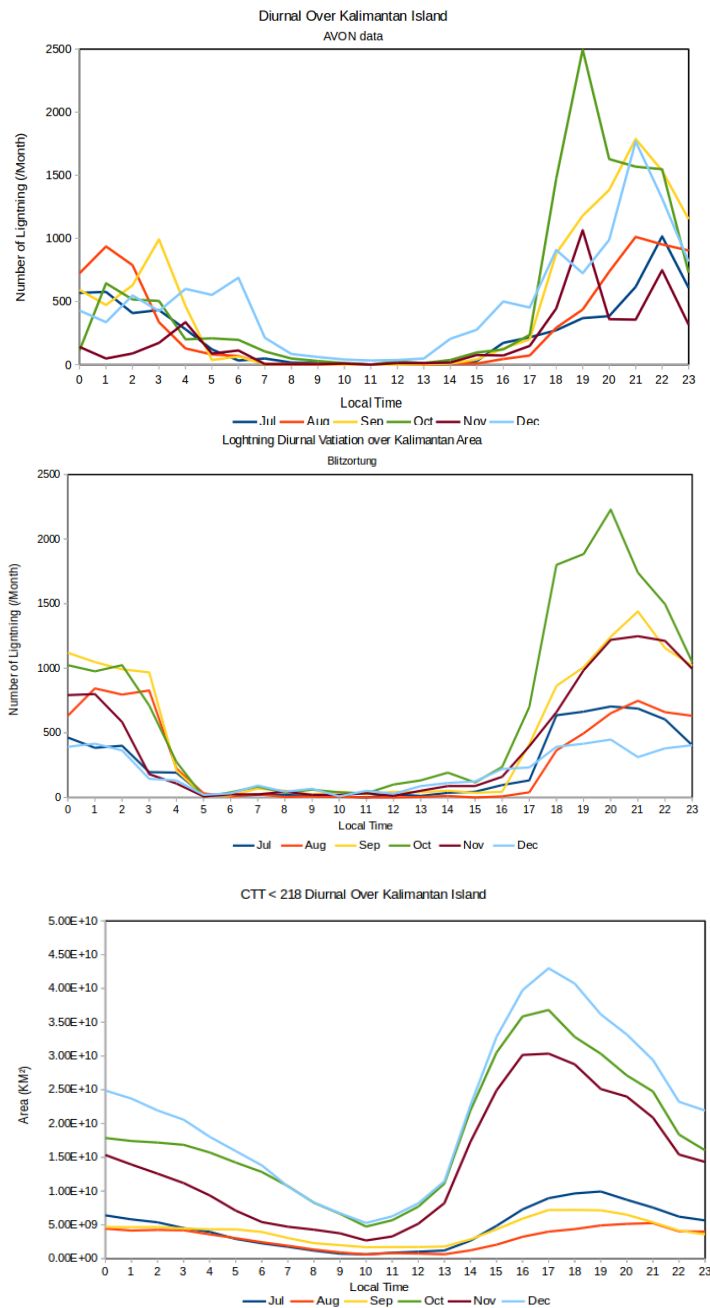 Diurnal Over Kalimantan Island
AVON data
2500
2000
1500
1000
500
0
Number of Ligntning (/Month)
0 1 2 3 4 5 6 7 8 9 10 11 12 13 14 15 16 17 18 19 20 21 22 23
Local Time
Jul Aug Sep Oct Nov Dec
Loghtning Diurnal Vatiation over Kalimantan Area
Blitzortung
2500
2000
1500
1000
500
0
Number of Ligntning (/Month)
0 1 2 3 4 5 6 7 8 9 10 11 12 13 14 15 16 17 18 19 20 21 22 23
Local Time
Jul Aug Sep Oct Nov Dec
CTT < 218 Diurnal Over Kalimantan Island
5.00E+10
4.50E+10
4.00E+10
3.50E+10
3.00E+10
2.50E+10
2.00E+10
1.50E+10
1.00E+10
5.00E+09
0.00E+00
Area (KM²)
0 1 2 3 4 5 6 7 8 9 10 11 12 13 14 15 16 17 18 19 20 21 22 23
Local Time
Jul Aug Sep Oct Nov Dec